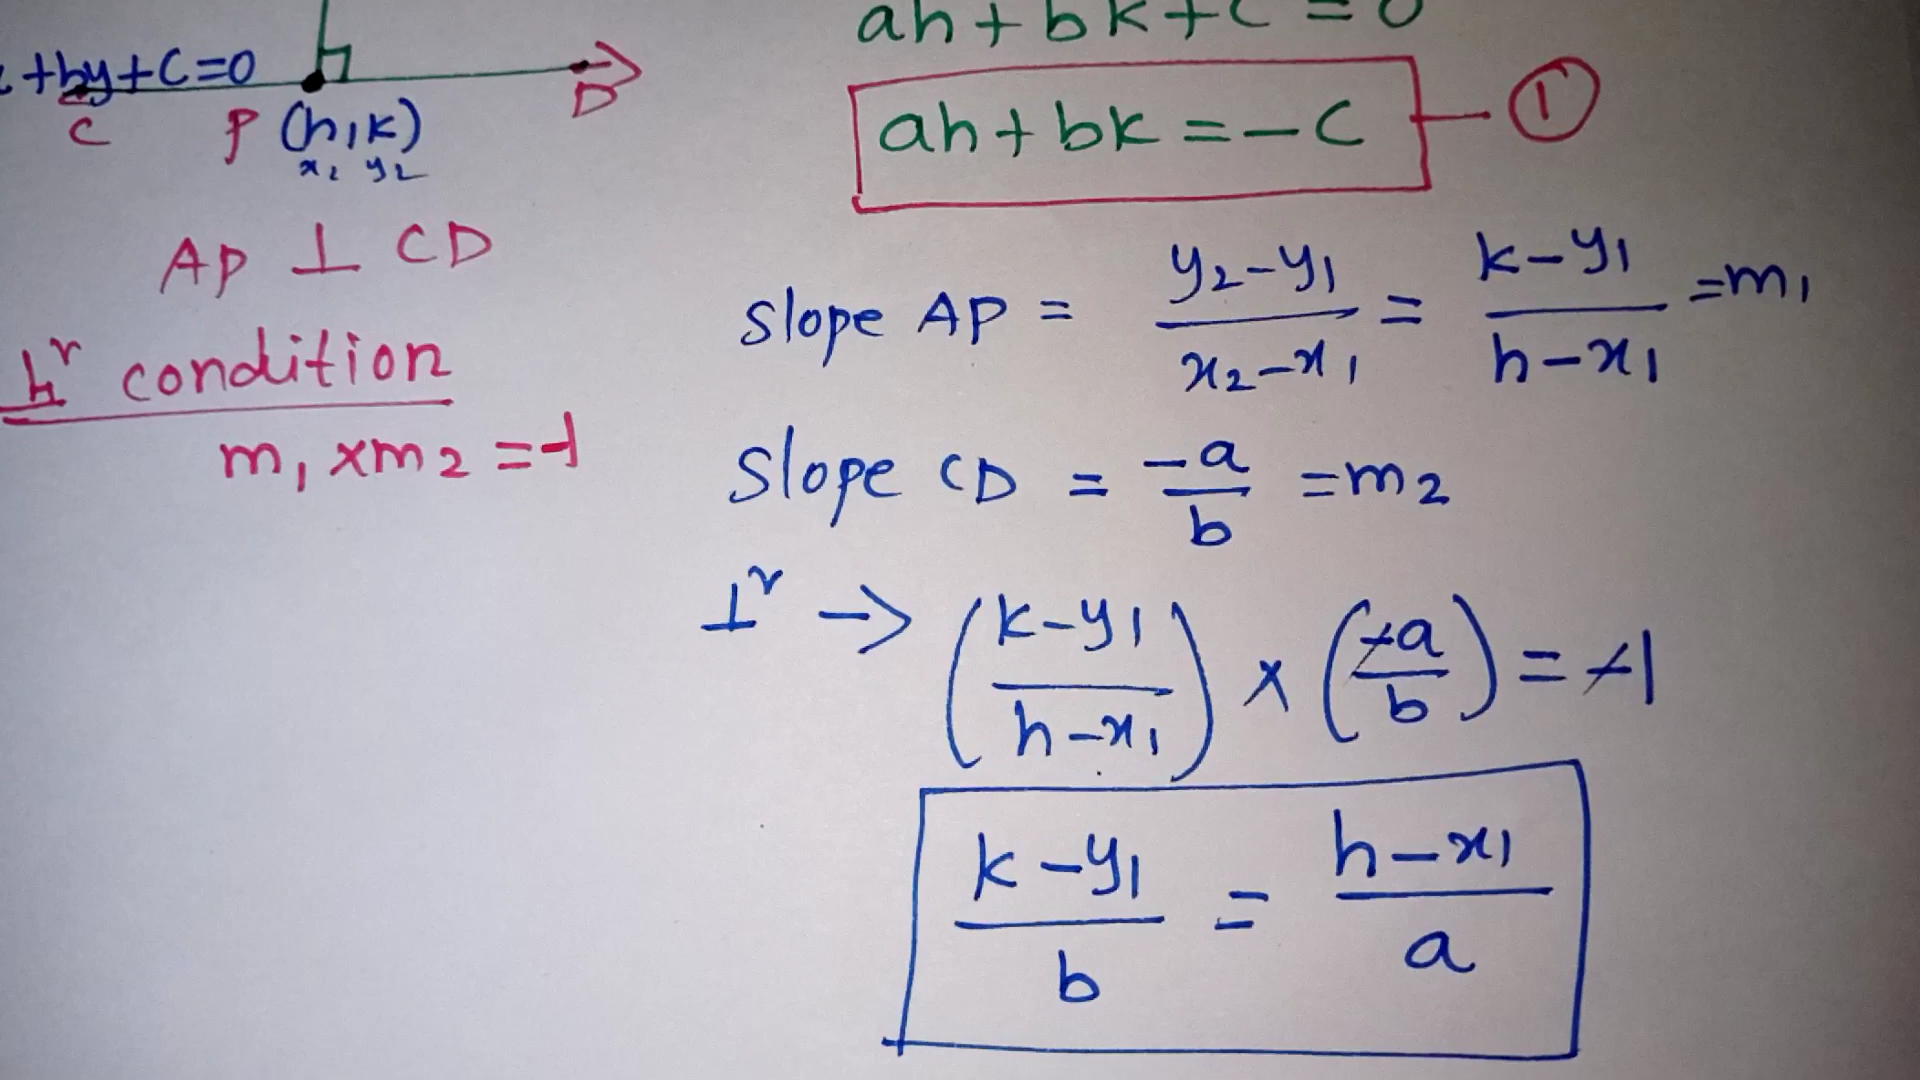 +by+c=0
C P (h,k) D
x₂ y₂
AP ⊥ CD
⊥r condition
m₁ × m₂ = -1
ah + bk + c = 0
ah + bk = -c — ①
slope AP = (y₂-y₁)/(x₂-x₁) = (k-y₁)/(h-x₁) = m₁
Slope CD = -a/b = m₂
⊥r → ((k-y₁)/(h-x₁)) × (-a/b) = -1
(k-y₁)/b = (h-x₁)/a